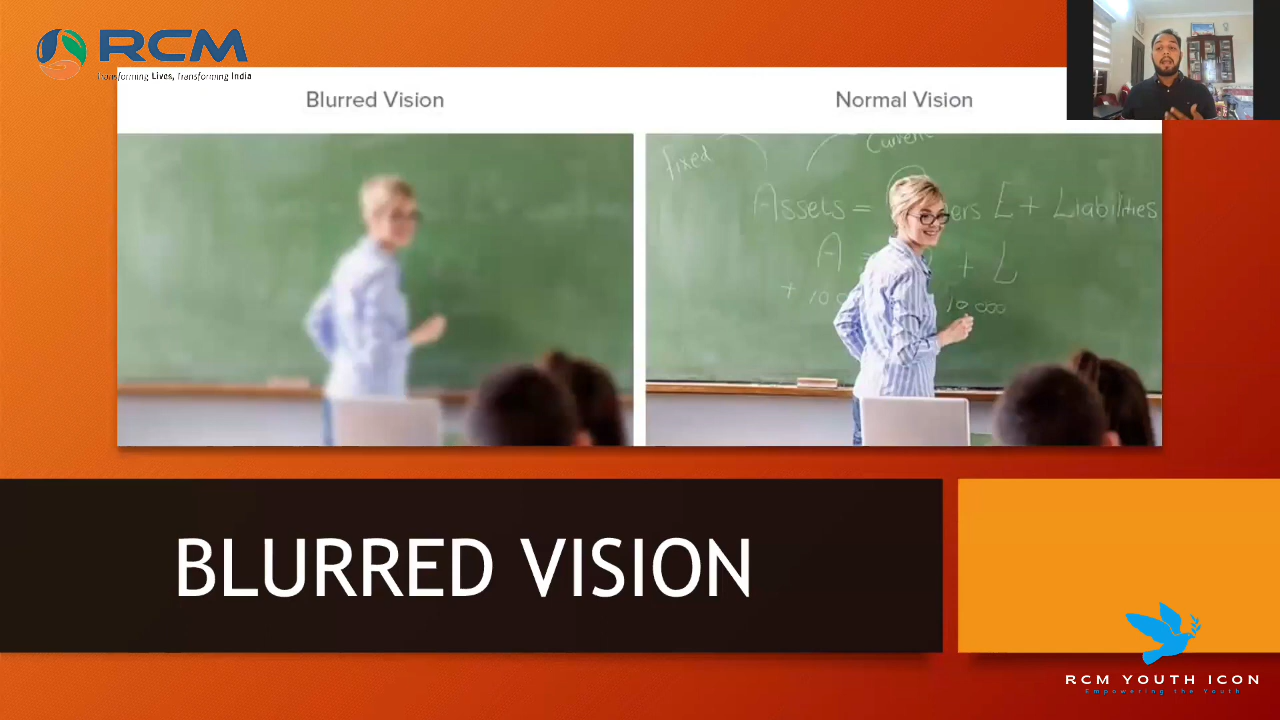 RCM
Transforming Lives, Transforming India
Blurred Vision
Normal Vision
fixed
Current
Assets = ers E + Liabilities
A + L
+ 10 10 000
BLURRED VISION
RCM YOUTH ICON
Empowering the Youth